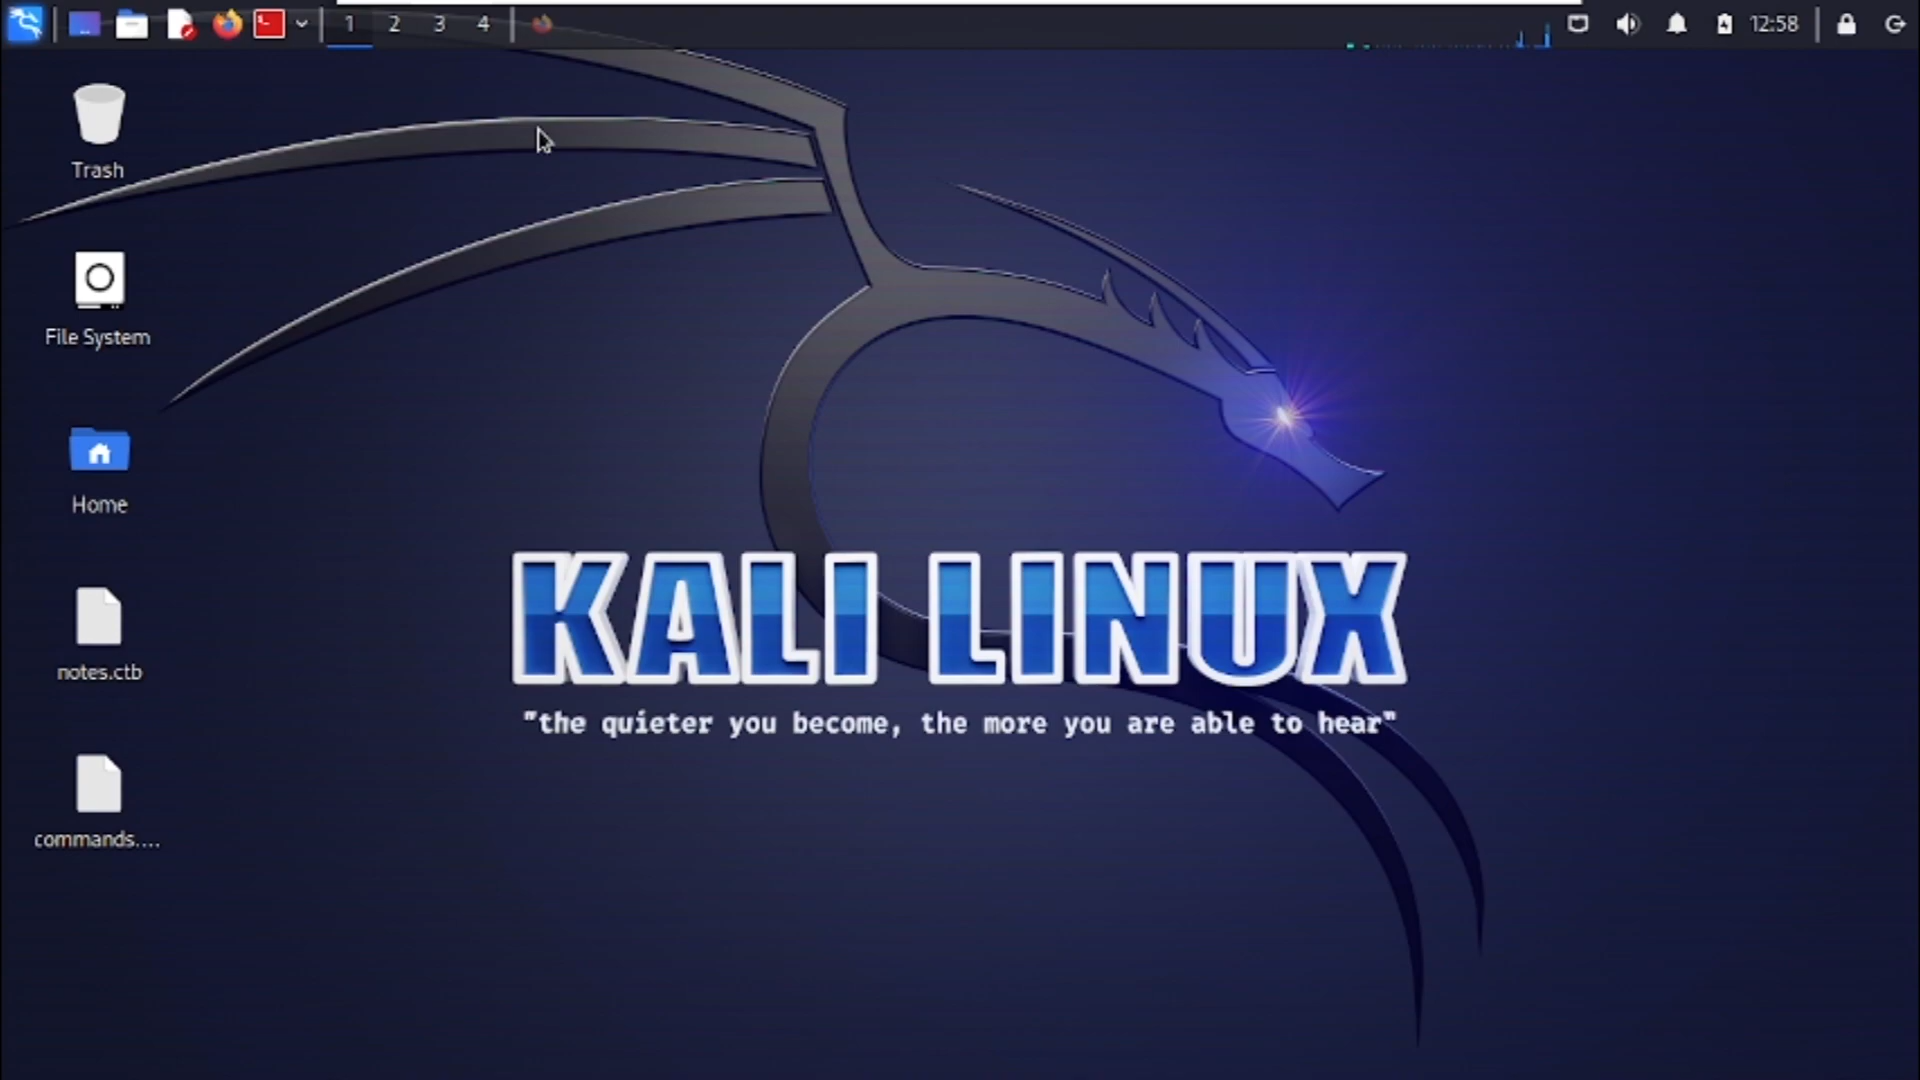 1 2 3 4
12:58
Trash
File System
Home
notes.ctb
commands....
KALI LINUX
"the quieter you become, the more you are able to hear"